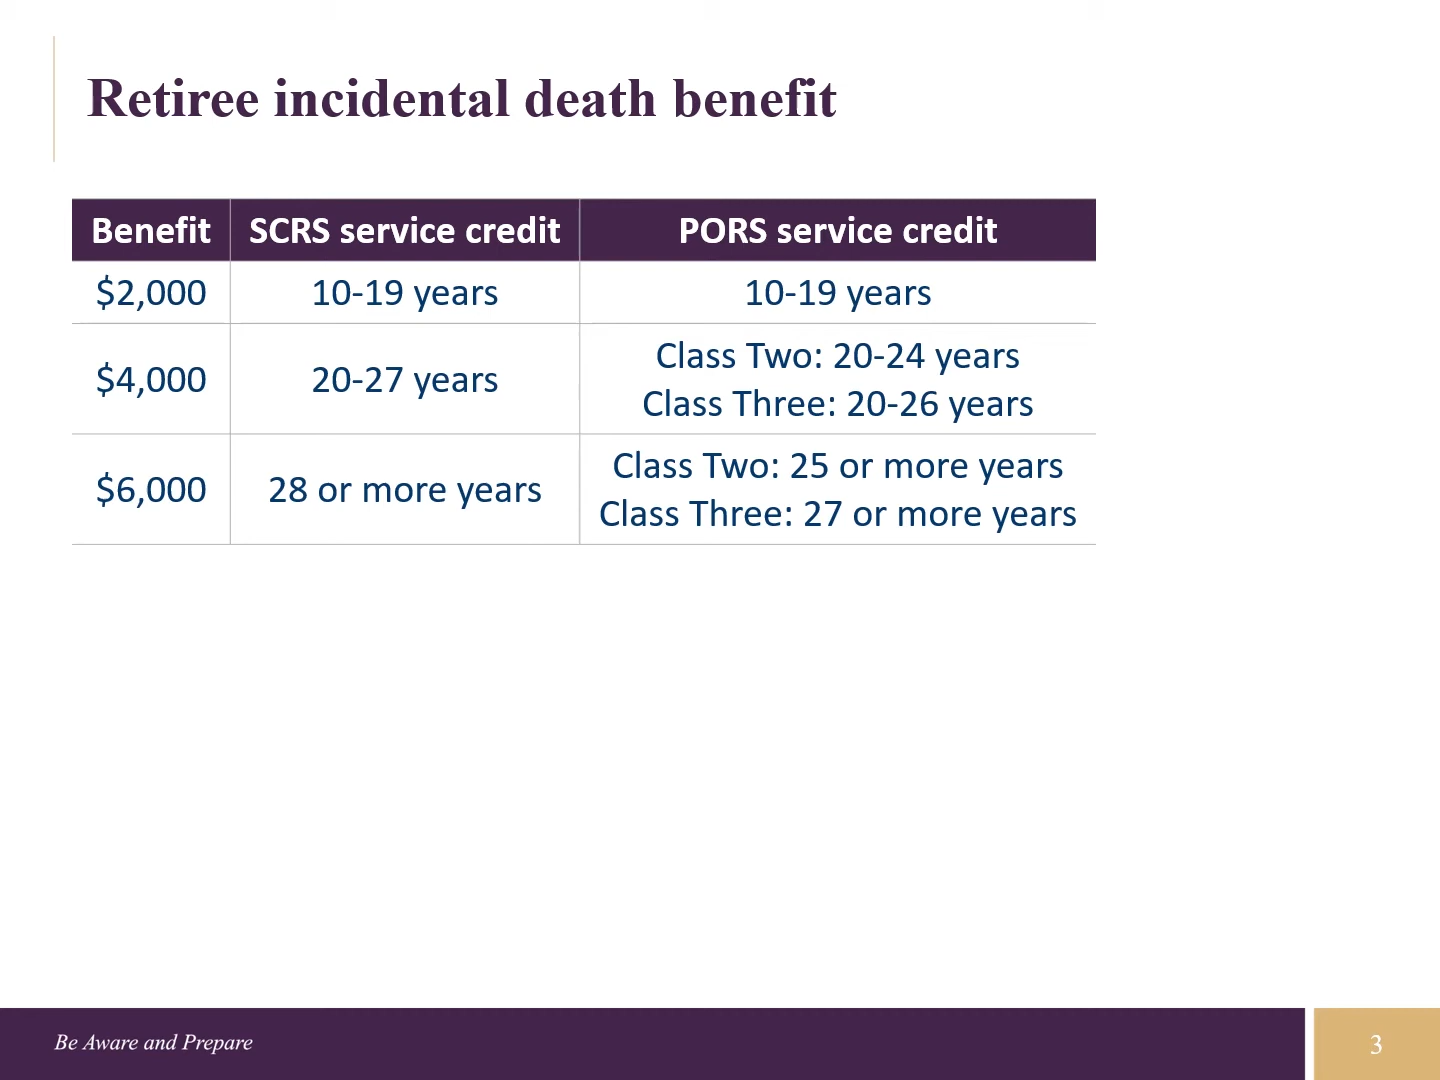 Retiree incidental death benefit
Benefit SCRS service credit PORS service credit
$2,000 10-19 years 10-19 years
$4,000 20-27 years Class Two: 20-24 years
Class Three: 20-26 years
$6,000 28 or more years Class Two: 25 or more years
Class Three: 27 or more years
Be Aware and Prepare
3